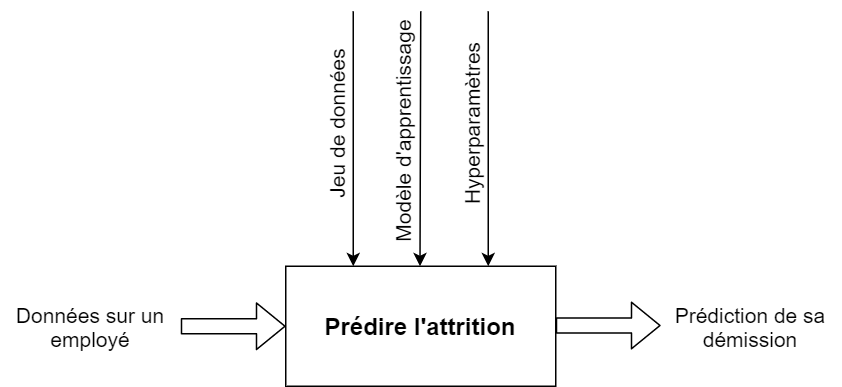 Jeu de données
Modèle d'apprentissage
Hyperparamètres
Données sur un
employé
Prédire l'attrition
Prédiction de sa
démission